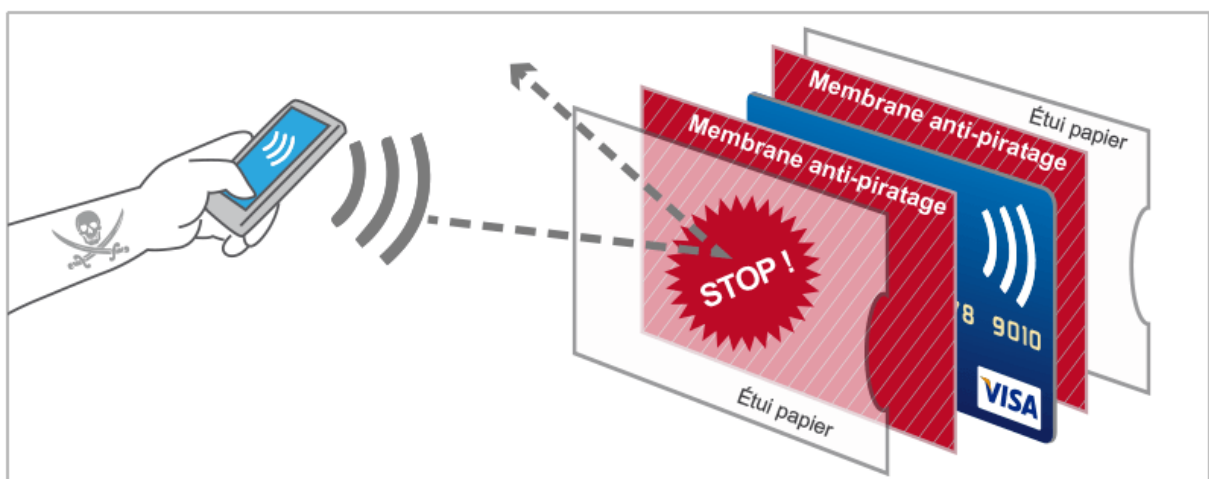 Étui papier
Membrane anti-piratage
Membrane anti-piratage
STOP !
78 9010
VISA
Étui papier